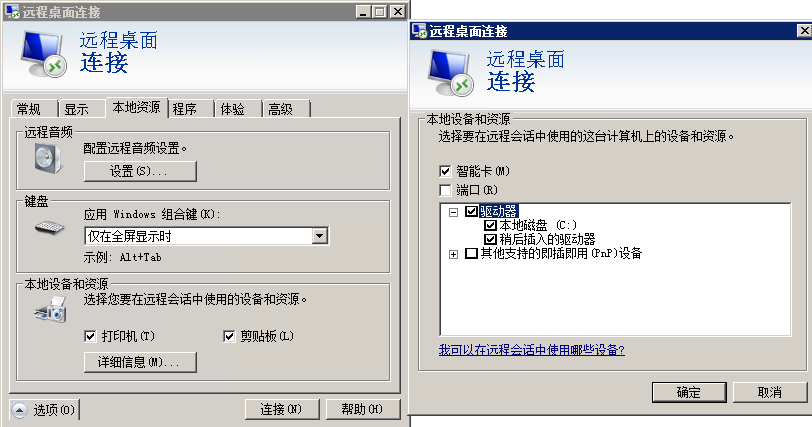 远程桌面连接
远程桌面
连接
常规 显示 本地资源 程序 体验 高级
远程音频
配置远程音频设置。
设置(S)...
键盘
应用 Windows 组合键(K):
仅在全屏显示时
示例: Alt+Tab
本地设备和资源
选择您要在远程会话中使用的设备和资源。
打印机(T) 剪贴板(L)
详细信息(M)...
选项(O) 连接(N) 帮助(H)
远程桌面连接
远程桌面
连接
本地设备和资源
选择要在远程会话中使用的这台计算机上的设备和资源。
智能卡(M)
端口(R)
驱动器
本地磁盘 (C:)
稍后插入的驱动器
其他支持的即插即用(PnP)设备
我可以在远程会话中使用哪些设备?
确定 取消